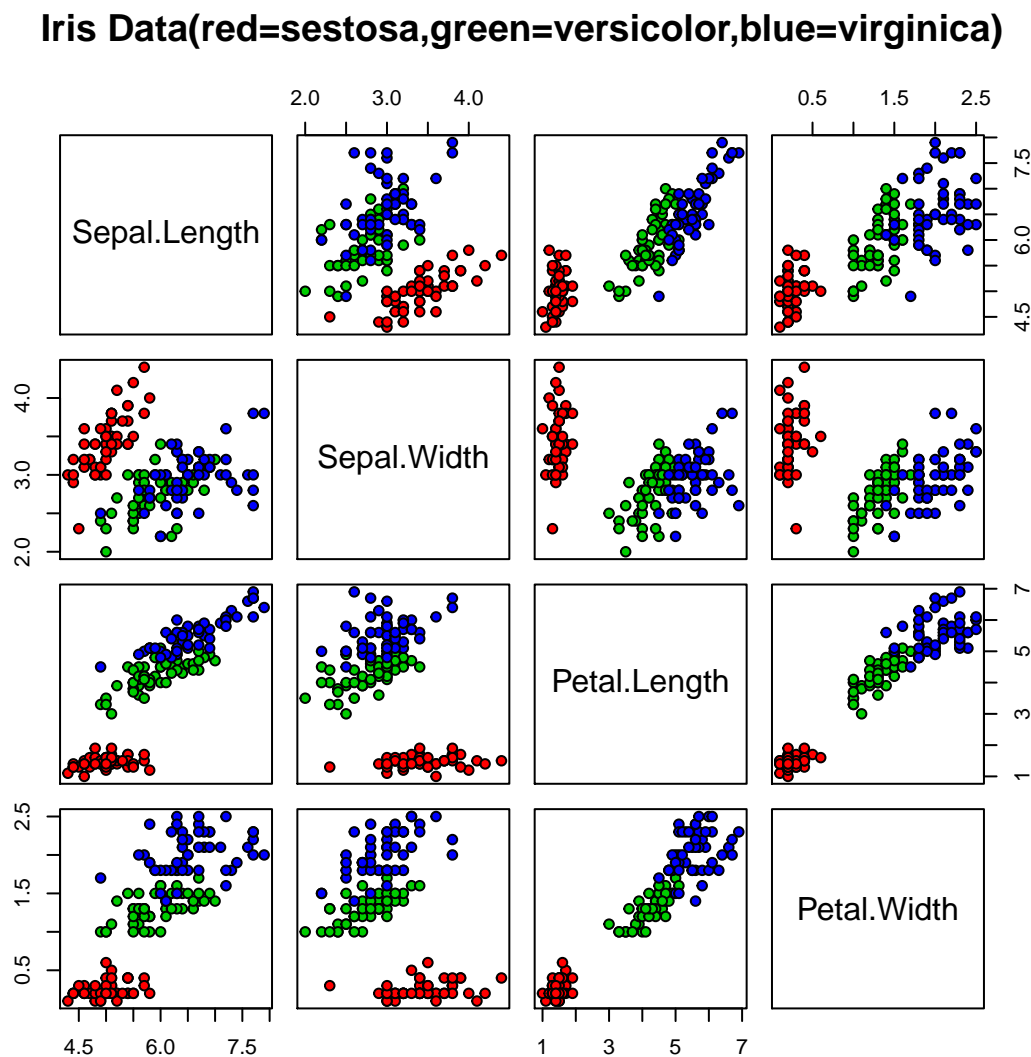 Iris Data(red=sestosa,green=versicolor,blue=virginica)
2.0 3.0 4.0 0.5 1.5 2.5
Sepal.Length
4.5 6.0 7.5
2.0 3.0 4.0
Sepal.Width
Petal.Length
1 3 5 7
0.5 1.5 2.5
Petal.Width
4.5 6.0 7.5 1 3 5 7